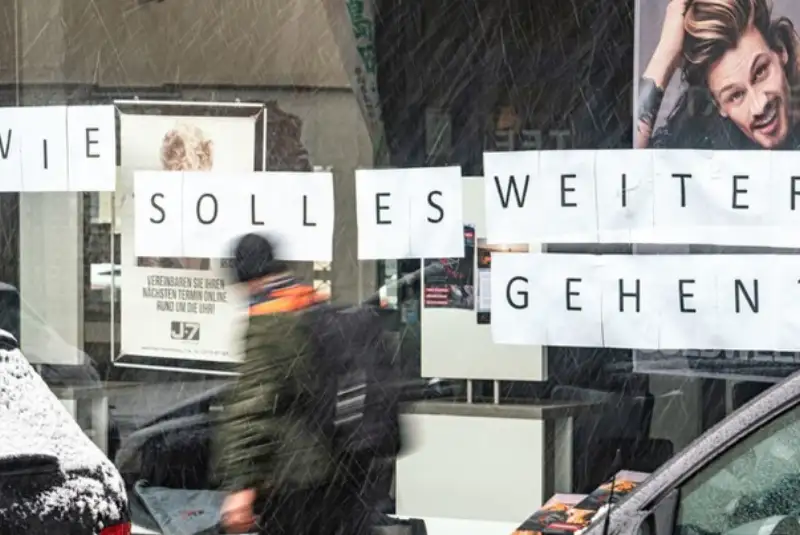 WIE SOLL ES WEITER
GEHEN?
VEREINBAREN SIE IHREN
NÄCHSTEN TERMIN ONLINE
RUND UM DIE UHR!
J7